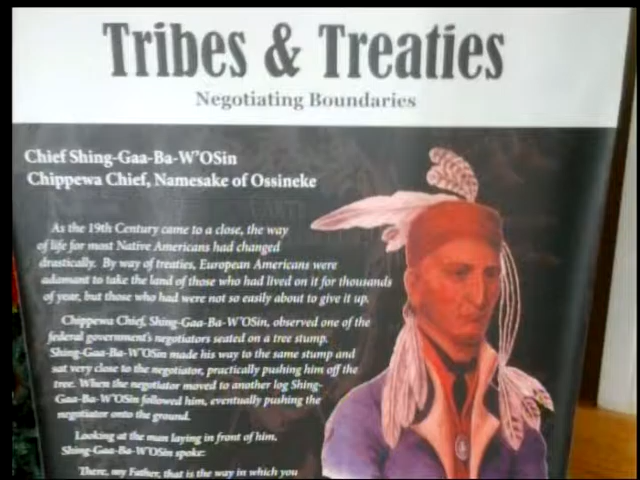 Tribes & Treaties
Negotiating Boundaries
Chief Shing-Gaa-Ba-W'OSin
Chippewa Chief, Namesake of Ossineke
As the 19th Century came to a close, the way
of life for most Native Americans had changed
drastically. By way of treaties, European Americans were
adamant to take the land of those who had lived on it for thousands
of year, but those who had were not so easily about to give it up.
Chippewa Chief, Shing-Gaa-Ba-W'OSin, observed one of the
federal government's negotiators seated on a tree stump.
Shing-Gaa-Ba-W'OSin made his way to the same stump and
sat very close to the negotiator, practically pushing him off the
tree. When the negotiator moved to another log Shing-
Gaa-Ba-W'OSin followed him, eventually pushing the
negotiator onto the ground.
Looking at the man laying in front of him,
Shing-Gaa-Ba-W'OSin spoke:
There, my Father, that is the way in which you